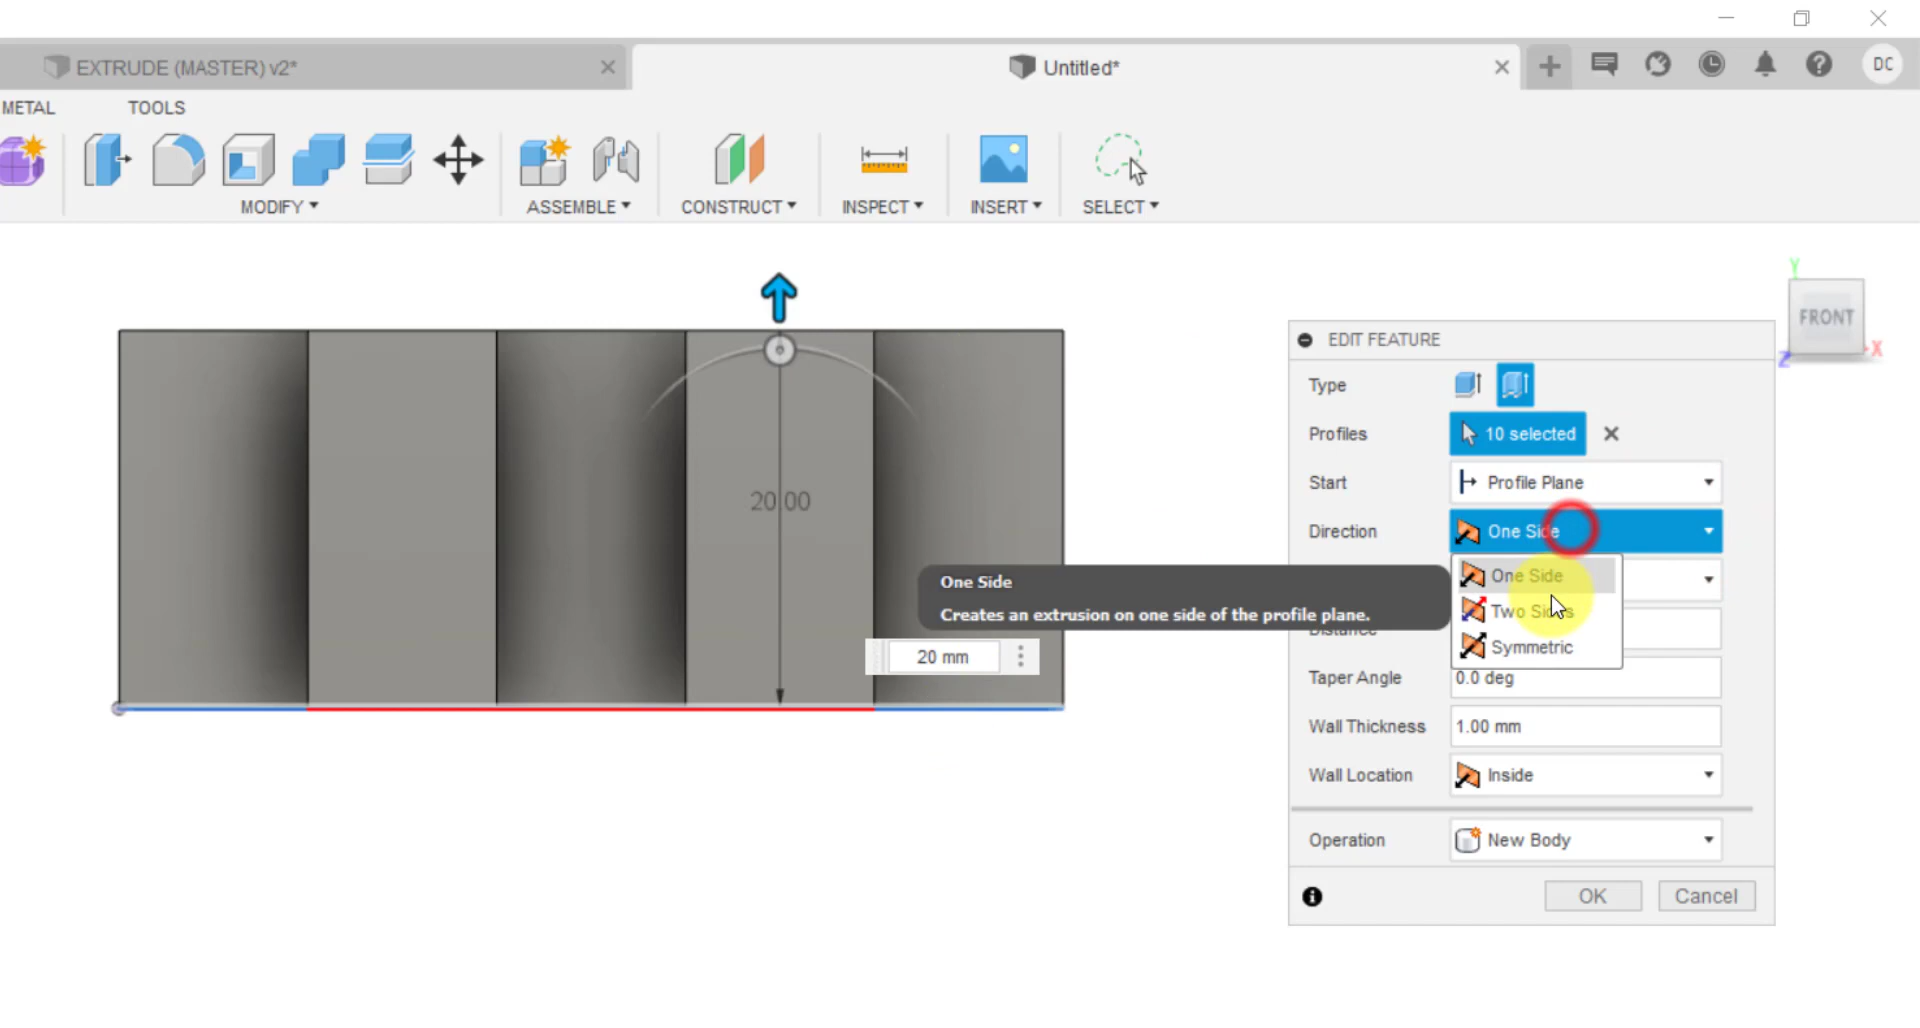 EXTRUDE (MASTER) v2*
Untitled*
DC
METAL
TOOLS
MODIFY
ASSEMBLE
CONSTRUCT
INSPECT
INSERT
SELECT
Y
FRONT
X
Z
EDIT FEATURE
Type
Profiles
10 selected
Start
Profile Plane
Direction
One Side
One Side
Two Sides
Symmetric
20.00
One Side
Creates an extrusion on one side of the profile plane.
Distance
20 mm
Taper Angle
0.0 deg
Wall Thickness
1.00 mm
Wall Location
Inside
Operation
New Body
OK
Cancel